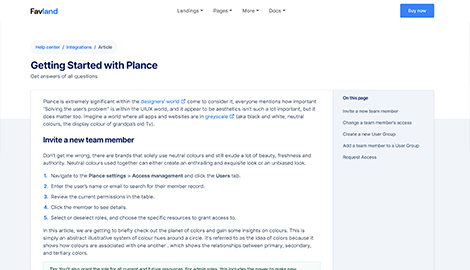 Favland
Landings Pages More Docs
Buy now
Help center / Integrations / Article
Getting Started with Plance
Get answers of all questions
Plance is extremely significant within the designers' world come to consider it, everyone mentions how important
"Solving the user's problem" is within the UI/UX world, and it appear to be aesthetics isn't such a lot important, but it
does matter too. Imagine a world where all apps and websites are in greyscale (aka black and white, neutral
colours, the display colour of grandpa's old Tv).
Invite a new team member
Don't get me wrong, there are brands that solely use neutral colours and still exude a lot of beauty, freshness and
authority. Neutral colours used together can either create an enthralling and exquisite look or an unbiased look.
1. Navigate to the Plance settings > Access management and click the Users tab.
2. Enter the user's name or email to search for their member record.
3. Review the current permissions in the table.
4. Click the member to see details.
5. Select or deselect roles, and choose the specific resources to grant access to.
In this article, we are getting to briefly check out the planet of colors and gain some insights on colours. This is
simply an abstract illustrative system of colour hues around a circle. it's referred to as the idea of colors because it
shows how colours are associated with one another , which shows the relationships between primary, secondary,
and tertiary colors.
On this page
Invite a new team member
Change a team member's access
Create a new User Group
Add a team member to a User Group
Request Access